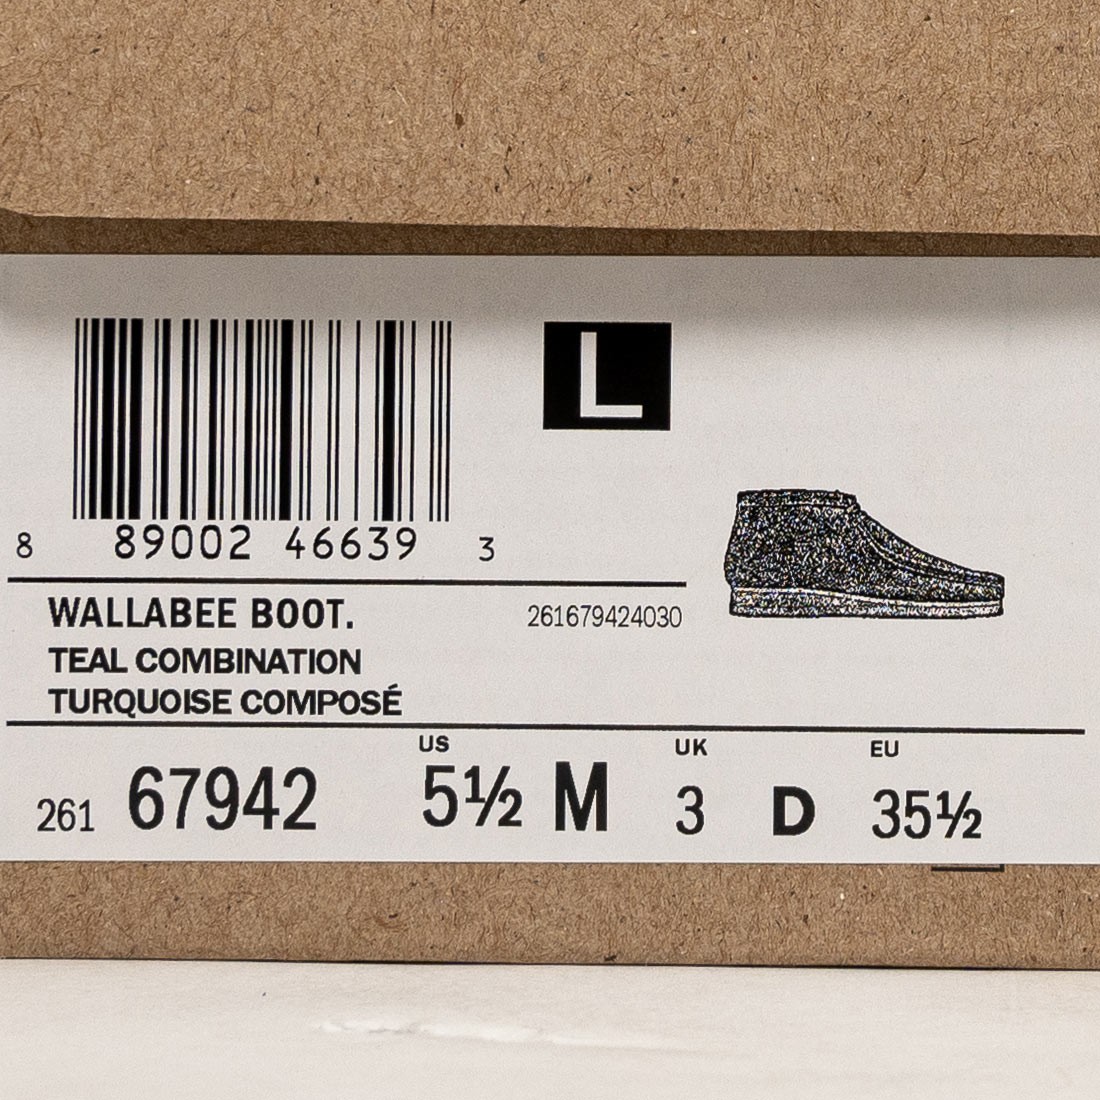 L
8 89002 46639 3
WALLABEE BOOT. 261679424030
TEAL COMBINATION
TURQUOISE COMPOSÉ
US UK EU
261 67942 5½ M 3 D 35½